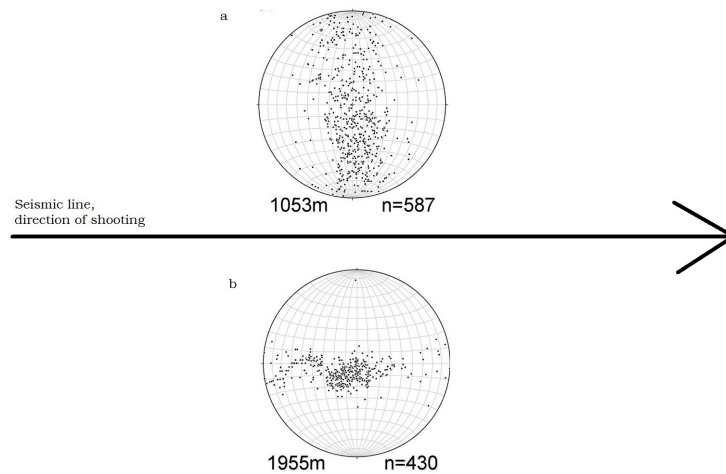 a
1053m n=587
Seismic line,
direction of shooting
b
1955m n=430